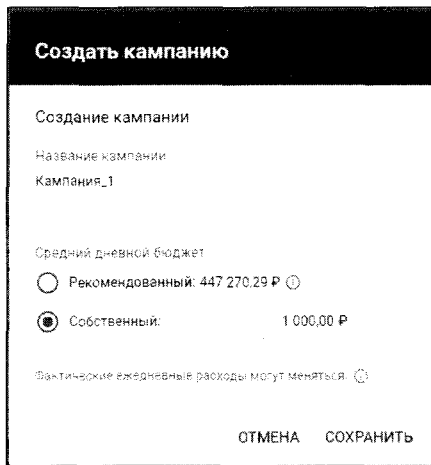 Создать кампанию
Создание кампании
Название кампании
Кампания_1
Средний дневной бюджет
Рекомендованный: 447 270,29 ₽
Собственный: 1 000,00 ₽
Фактические ежедневные расходы могут меняться.
ОТМЕНА СОХРАНИТЬ